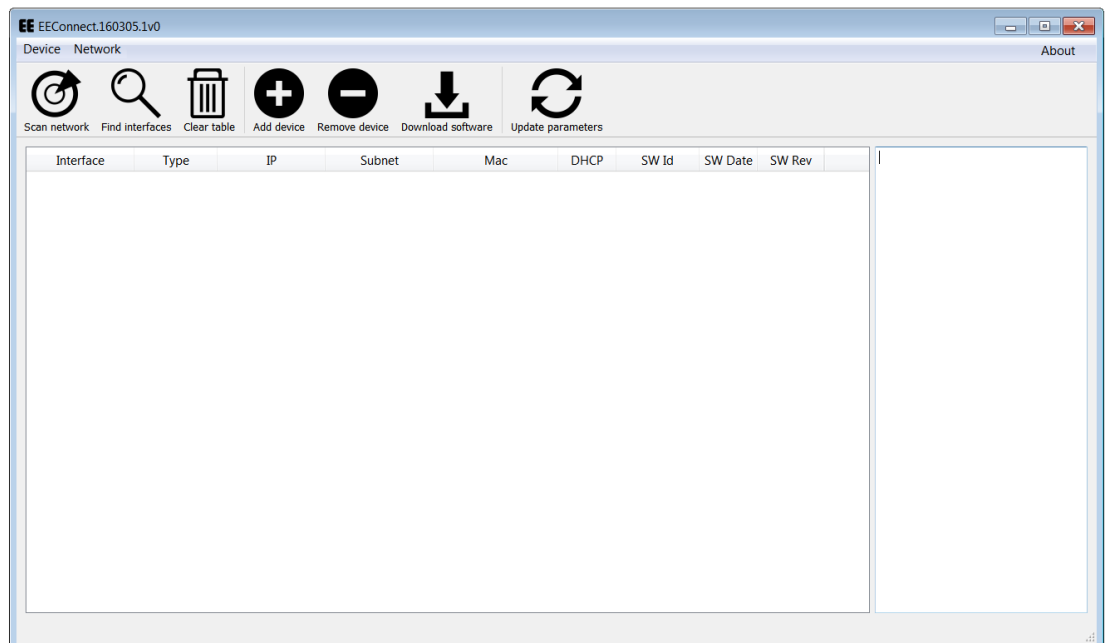 EE EEConnect.160305.1v0
Device Network About
Scan network Find interfaces Clear table Add device Remove device Download software Update parameters
Interface Type IP Subnet Mac DHCP SW Id SW Date SW Rev